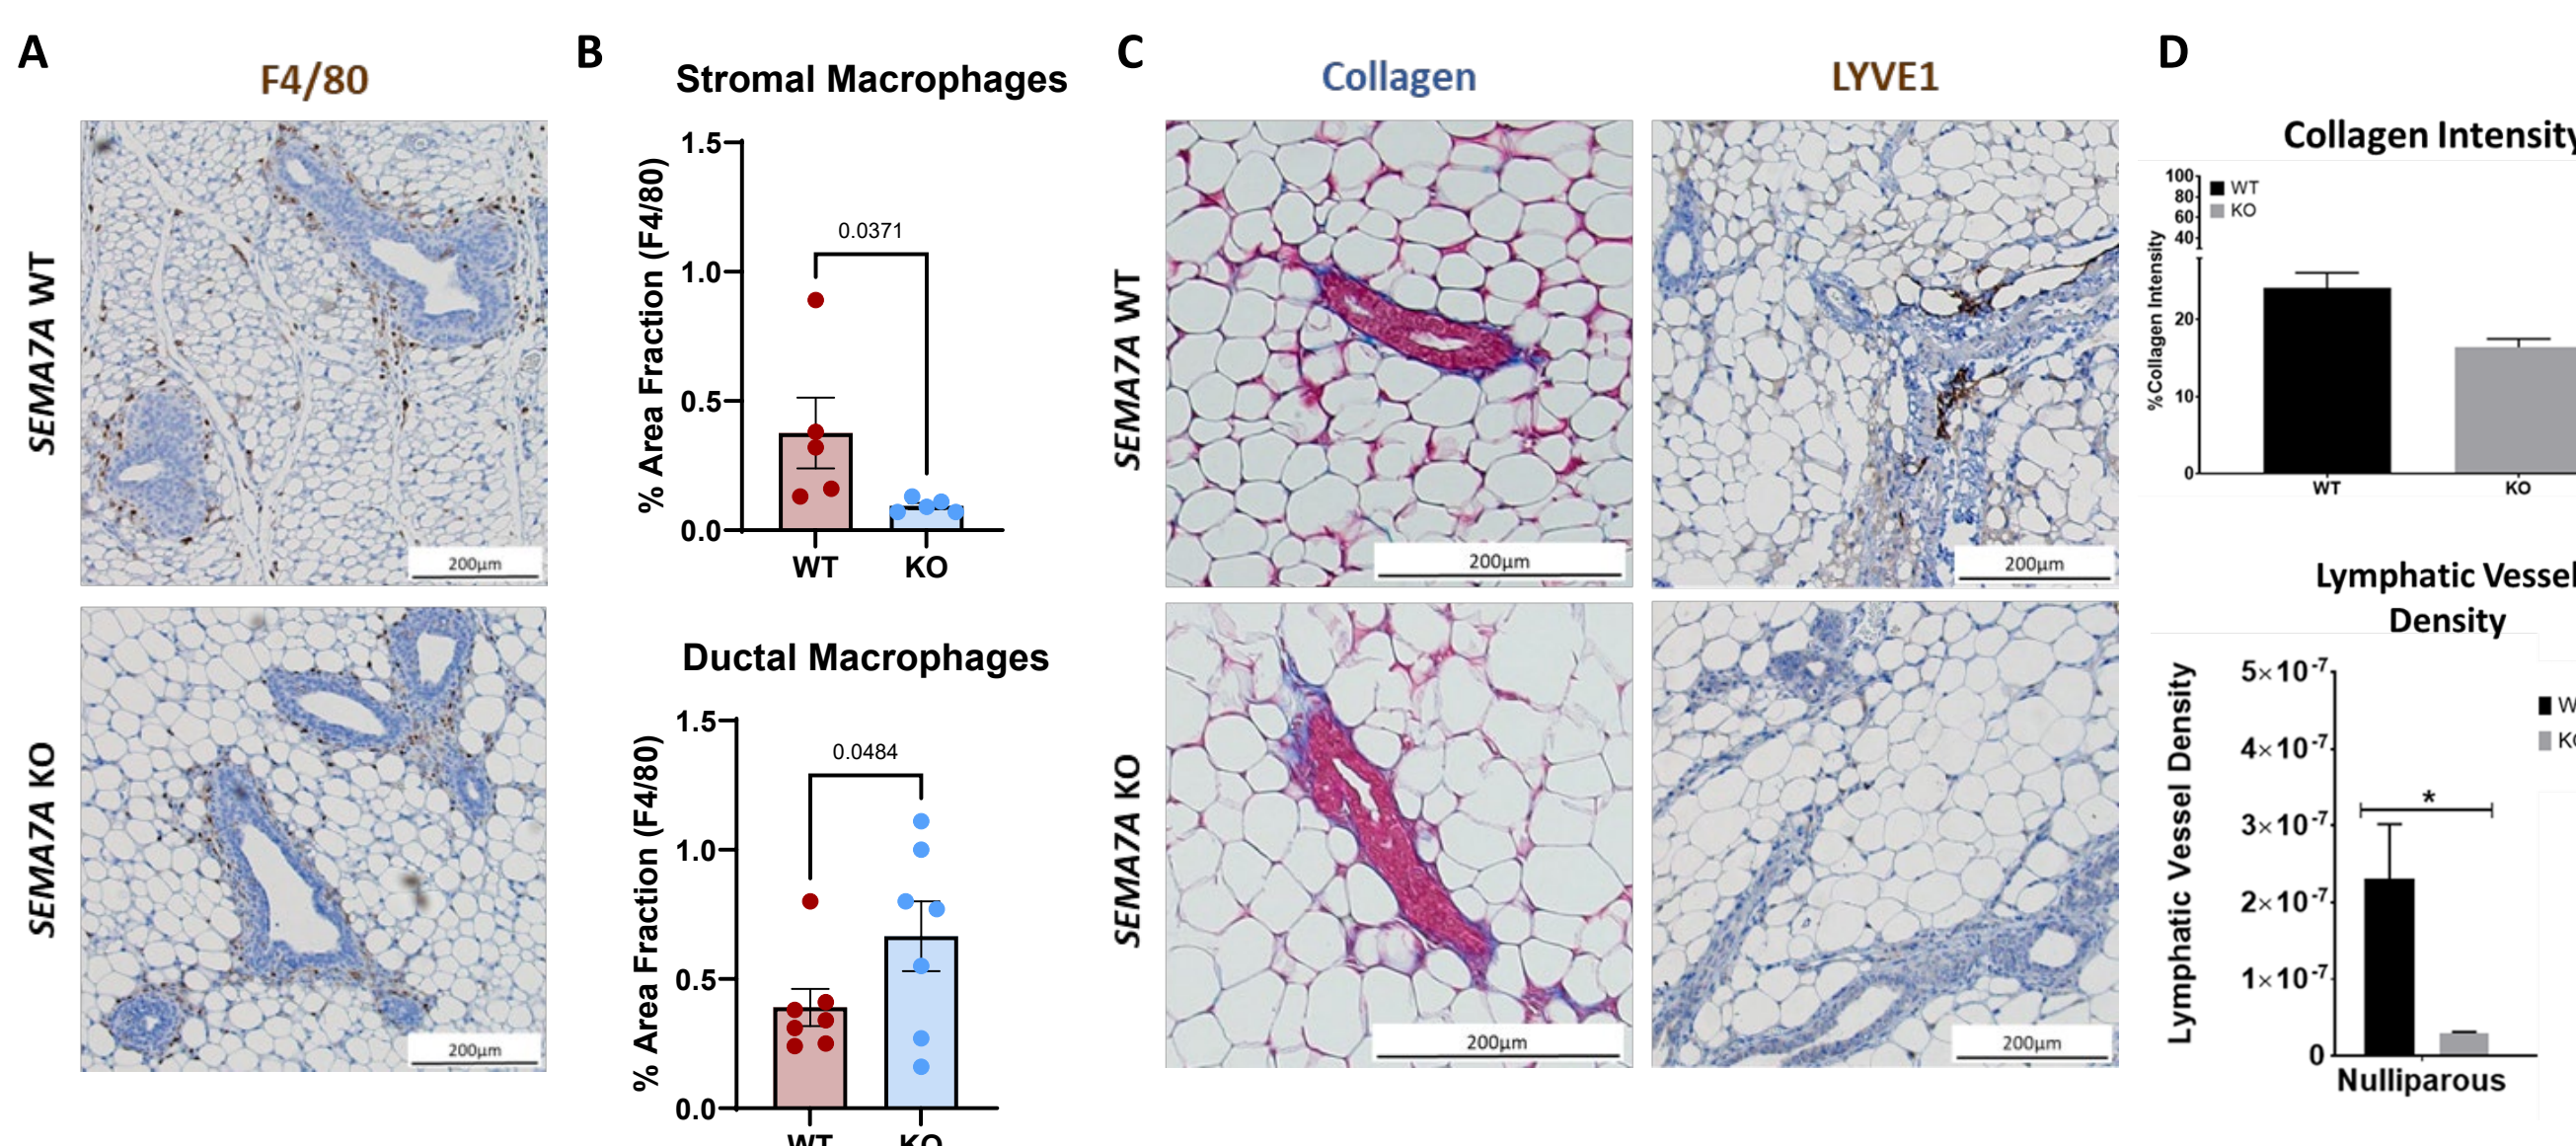 A
F4/80
SEMA7A WT
200µm
SEMA7A KO
200µm
B
Stromal Macrophages
% Area Fraction (F4/80)
1.5
1.0
0.5
0.0
0.0371
WT
KO
Ductal Macrophages
% Area Fraction (F4/80)
1.5
1.0
0.5
0.0
0.0484
WT
KO
C
Collagen
LYVE1
SEMA7A WT
200µm
200µm
SEMA7A KO
200µm
200µm
D
Collagen Intensity
%Collagen Intensity
100
80
60
40
20
10
0
WT
KO
WT
KO
Lymphatic Vessel
Density
Lymphatic Vessel Density
5×10-7
4×10-7
3×10-7
2×10-7
1×10-7
0
*
W
K
Nulliparous